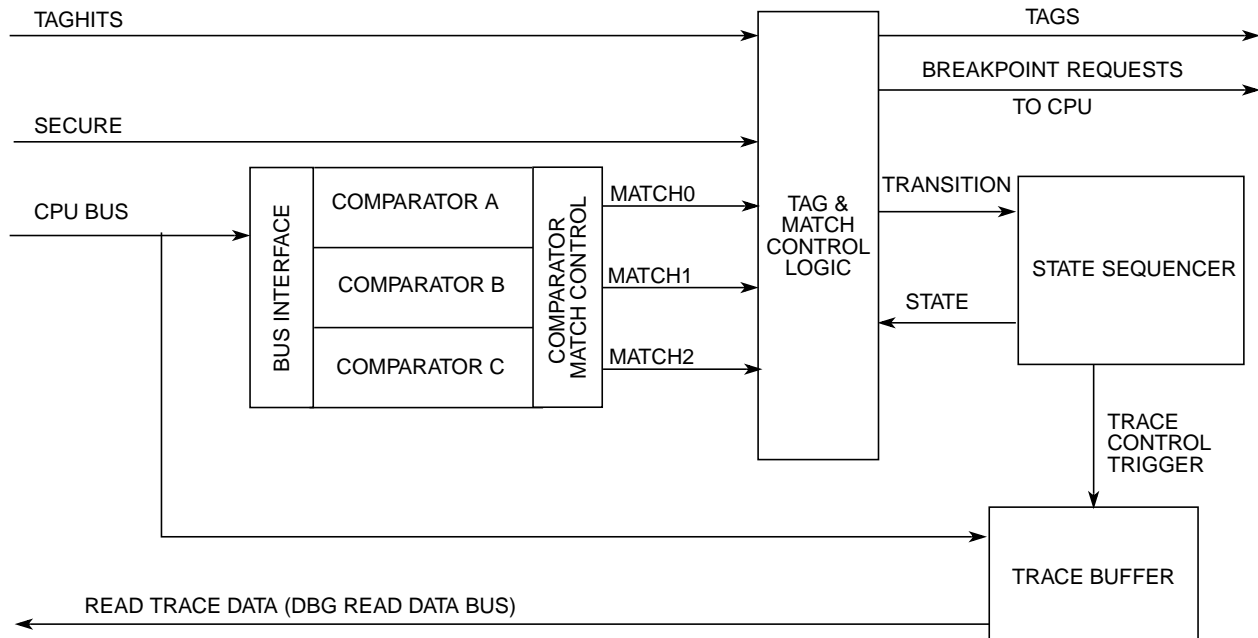 TAGHITS
TAGS
BREAKPOINT REQUESTS
TO CPU
SECURE
CPU BUS
BUS INTERFACE
COMPARATOR A
COMPARATOR B
COMPARATOR C
COMPARATOR
MATCH CONTROL
MATCH0
MATCH1
MATCH2
TAG &
MATCH
CONTROL
LOGIC
TRANSITION
STATE
STATE SEQUENCER
TRACE
CONTROL
TRIGGER
TRACE BUFFER
READ TRACE DATA (DBG READ DATA BUS)